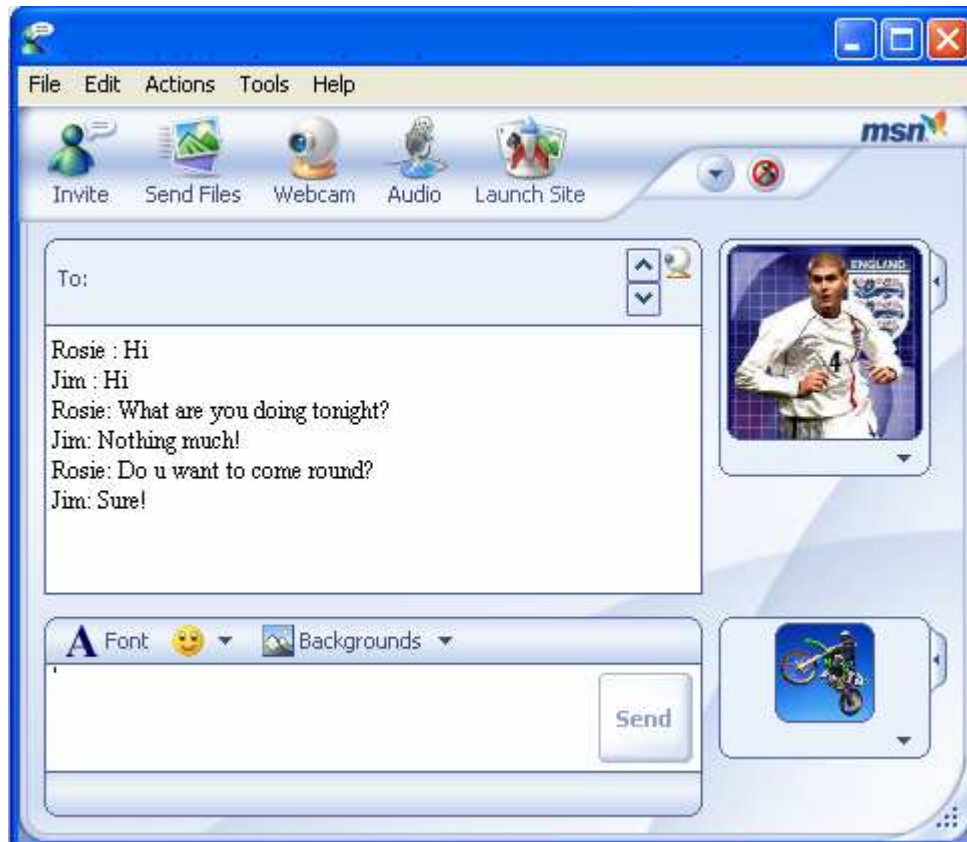 File Edit Actions Tools Help
msn
Invite Send Files Webcam Audio Launch Site
To:
ENGLAND
4
Rosie : Hi
Jim : Hi
Rosie: What are you doing tonight?
Jim: Nothing much!
Rosie: Do u want to come round?
Jim: Sure!
A Font Backgrounds
Send